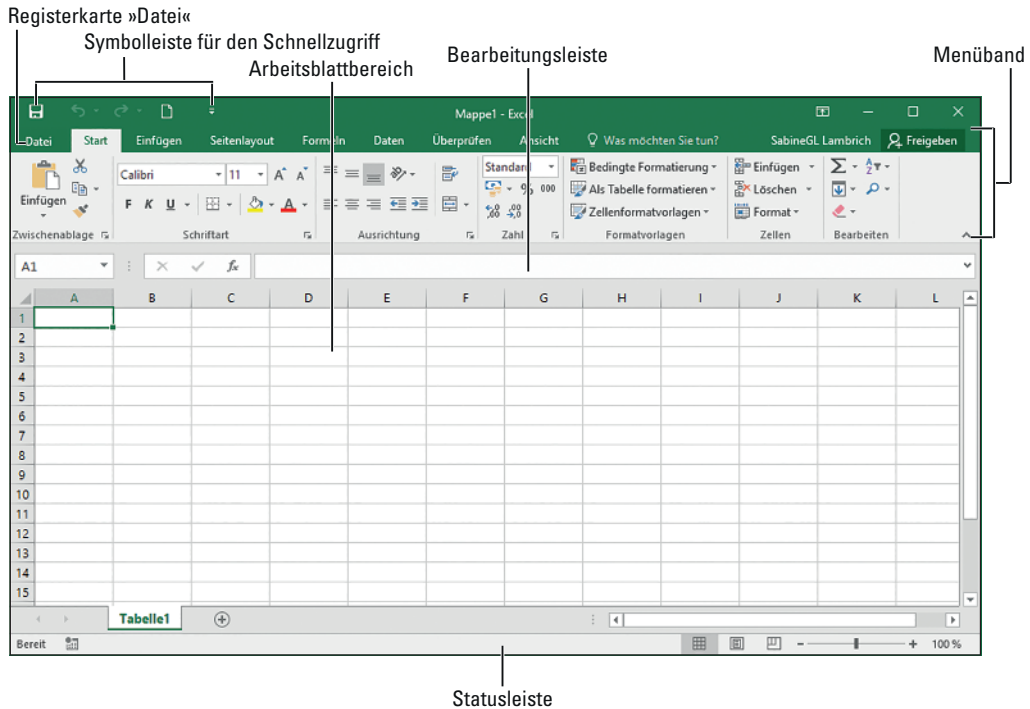 Registerkarte »Datei«
Symbolleiste für den Schnellzugriff
Arbeitsblattbereich
Bearbeitungsleiste
Menüband
Mappe1 - Excel
Datei Start Einfügen Seitenlayout Formeln Daten Überprüfen Ansicht Was möchten Sie tun? SabineGL Lambrich Freigeben
Calibri 11 A A Standard Bedingte Formatierung Einfügen Σ A Z
Einfügen % 000 Als Tabelle formatieren Löschen
F K U A ,00 Zellenformatvorlagen Format
Zwischenablage Schriftart Ausrichtung Zahl Formatvorlagen Zellen Bearbeiten
A1 fx
A B C D E F G H I J K L
1
2
3
4
5
6
7
8
9
10
11
12
13
14
15
Tabelle1
Bereit - + 100 %
Statusleiste